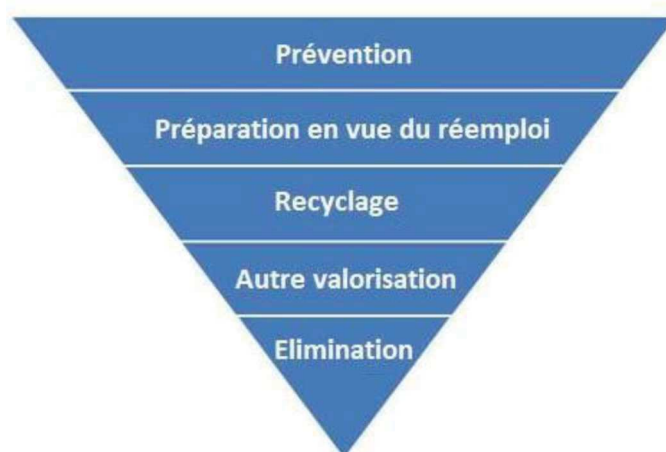 Prévention
Préparation en vue du réemploi
Recyclage
Autre valorisation
Elimination